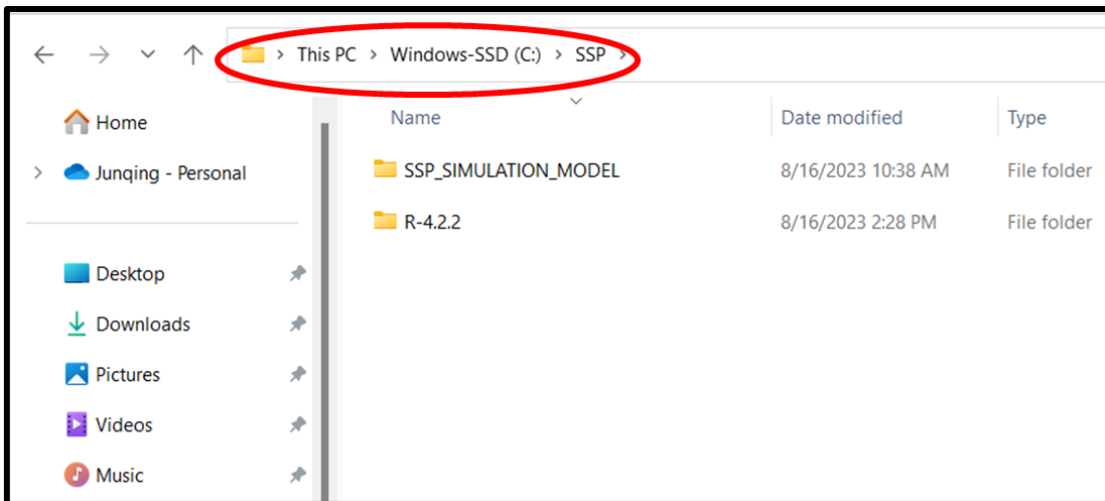 This PC > Windows-SSD (C:) > SSP >
Name Date modified Type
Home
Junqing - Personal
SSP_SIMULATION_MODEL 8/16/2023 10:38 AM File folder
R-4.2.2 8/16/2023 2:28 PM File folder
Desktop
Downloads
Pictures
Videos
Music